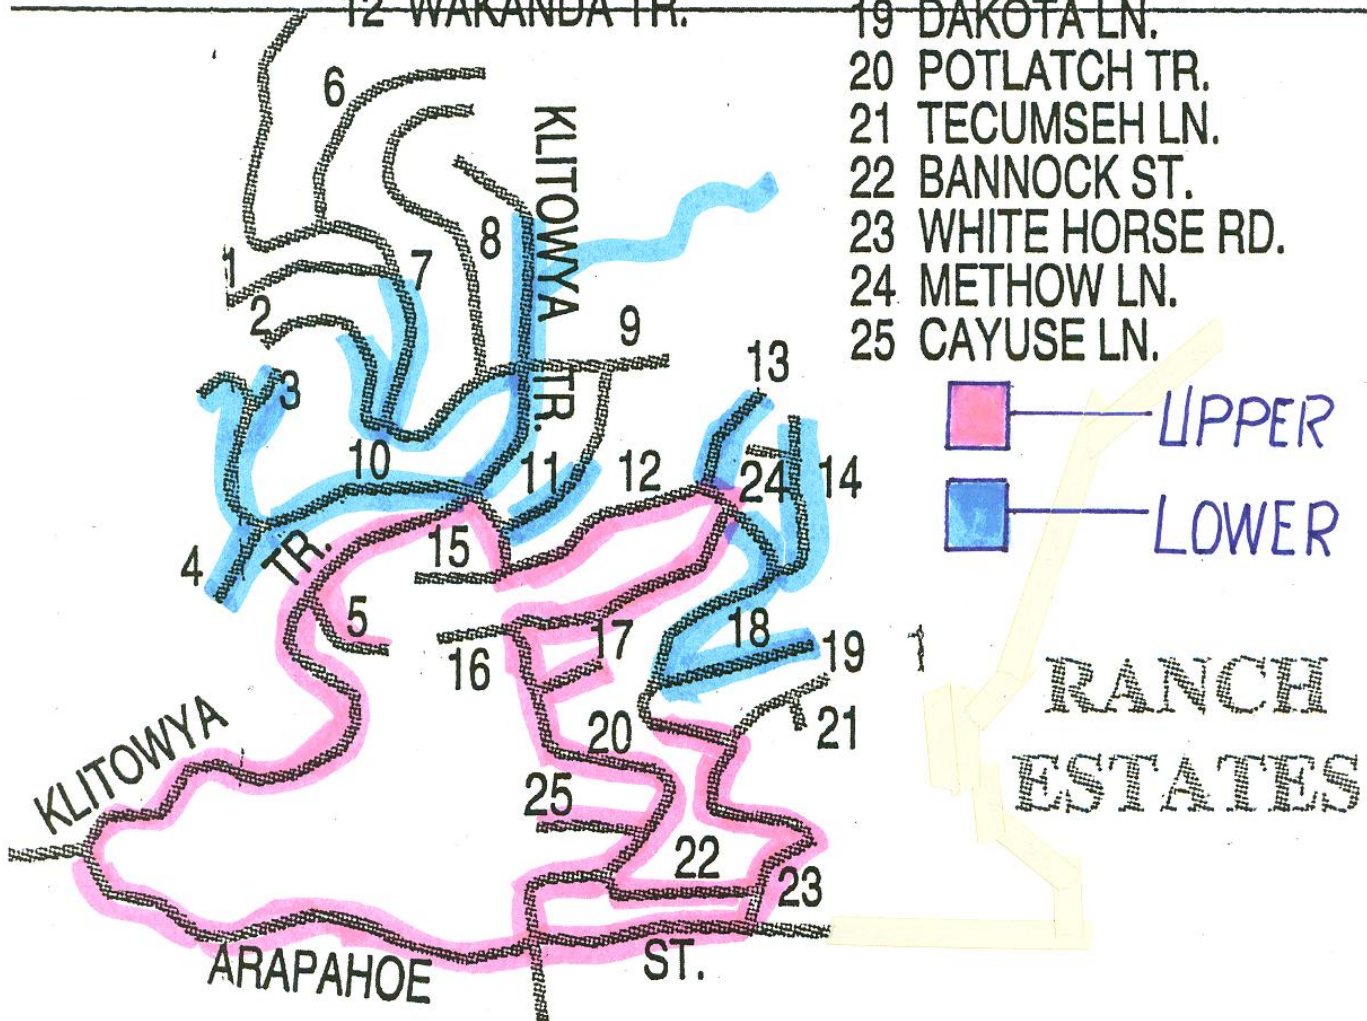 12 WAKANDA TR.
19 DAKOTA LN.
20 POTLATCH TR.
21 TECUMSEH LN.
22 BANNOCK ST.
23 WHITE HORSE RD.
24 METHOW LN.
25 CAYUSE LN.
UPPER
LOWER
RANCH
ESTATES
6
KLITOWYA TR.
8
1
7
2
9
3
13
10
11
12
24
14
4
TR.
15
5
18
17
19
16
20
21
KLITOWYA
25
22
23
ARAPAHOE ST.